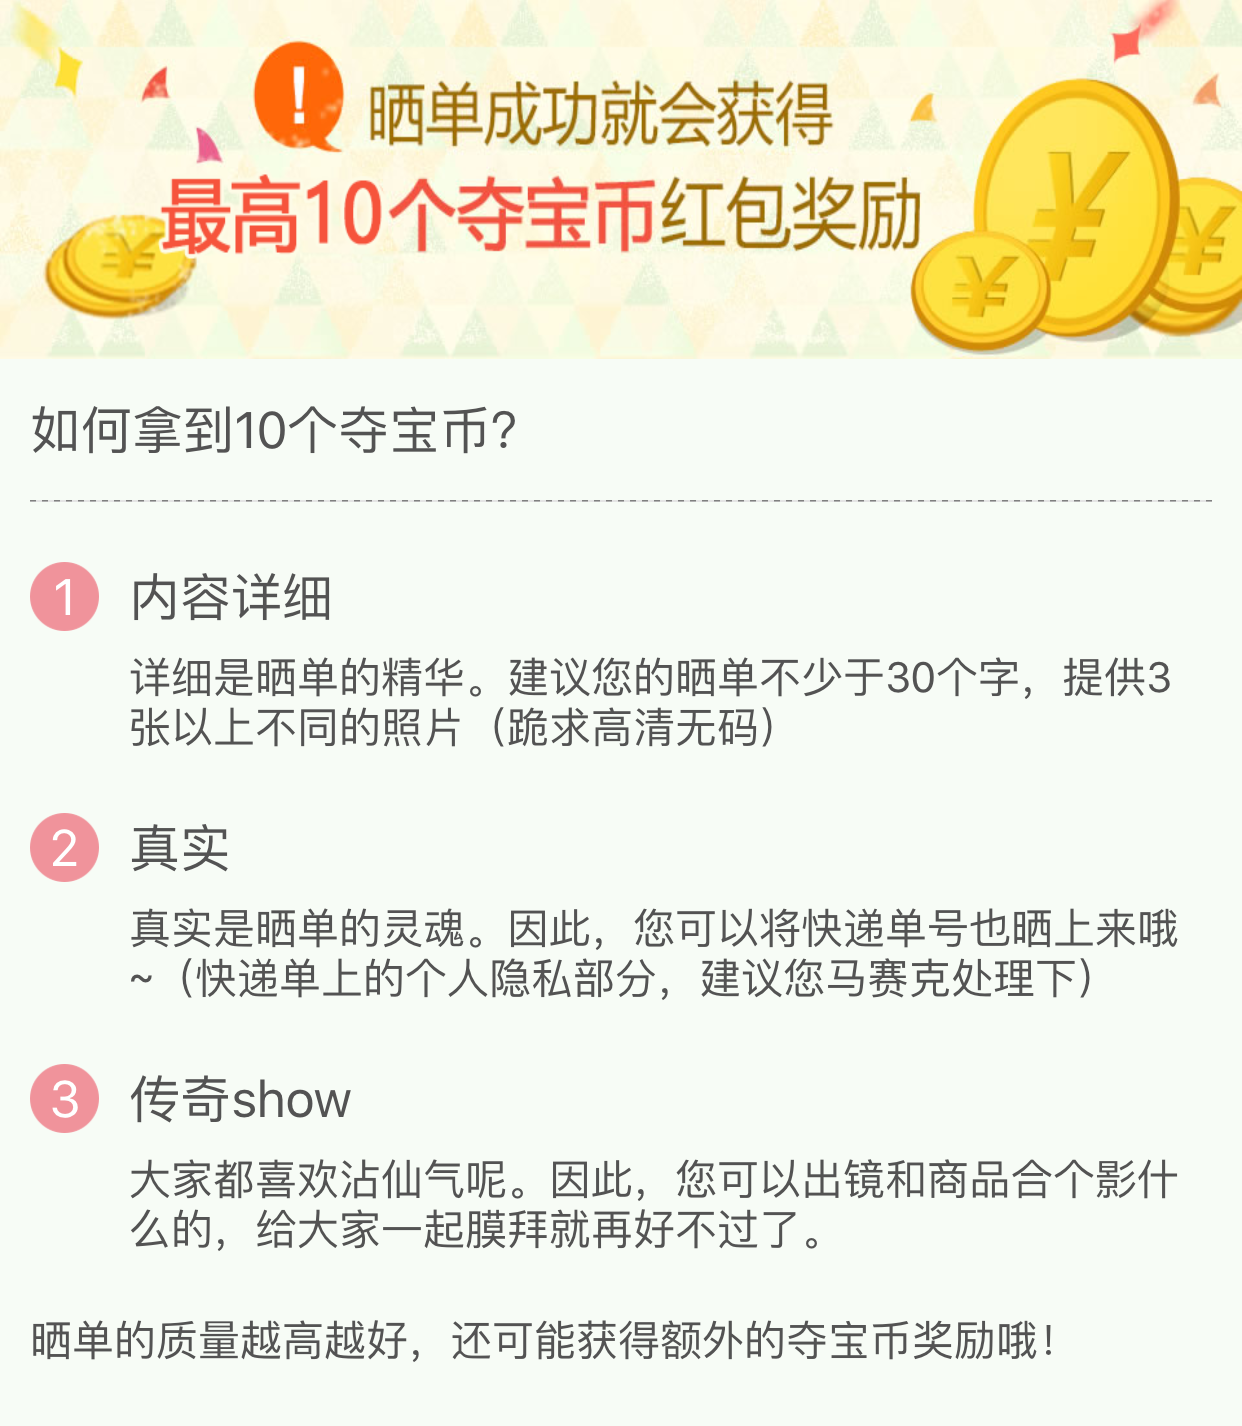 ! 晒单成功就会获得
最高10个夺宝币红包奖励
如何拿到10个夺宝币?
1 内容详细
详细是晒单的精华。建议您的晒单不少于30个字，提供3
张以上不同的照片（跪求高清无码）
2 真实
真实是晒单的灵魂。因此，您可以将快递单号也晒上来哦
~（快递单上的个人隐私部分，建议您马赛克处理下）
3 传奇show
大家都喜欢沾仙气呢。因此，您可以出镜和商品合个影什
么的，给大家一起膜拜就再好不过了。
晒单的质量越高越好，还可能获得额外的夺宝币奖励哦！